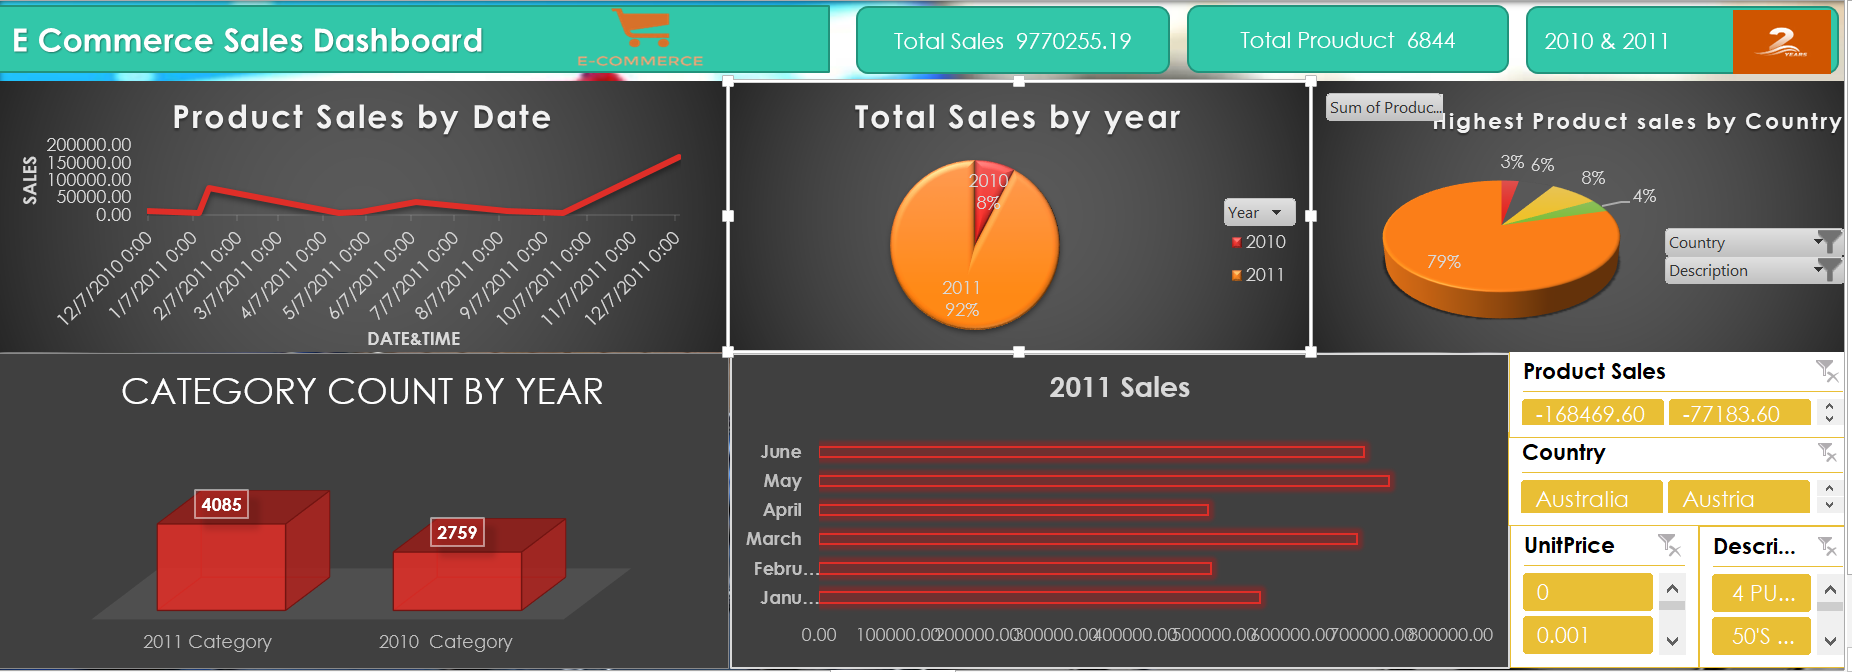 E Commerce Sales Dashboard
E-COMMERCE
Total Sales 9770255.19
Total Prouduct 6844
2010 & 2011
2
YEARS
Product Sales by Date
SALES
200000.00
150000.00
100000.00
50000.00
0.00
12/7/2010 0:00
1/7/2011 0:00
2/7/2011 0:00
3/7/2011 0:00
4/7/2011 0:00
5/7/2011 0:00
6/7/2011 0:00
7/7/2011 0:00
8/7/2011 0:00
9/7/2011 0:00
10/7/2011 0:00
11/7/2011 0:00
12/7/2011 0:00
DATE&TIME
Total Sales by year
2010
8%
2011
92%
Year
2010
2011
Sum of Produc...
Highest Product sales by Country
3%
6%
8%
4%
79%
Country
Description
CATEGORY COUNT BY YEAR
4085
2759
2011 Category
2010 Category
2011 Sales
June
May
April
March
Febru...
Janu...
0.00
100000.00
200000.00
300000.00
400000.00
500000.00
600000.00
700000.00
800000.00
Product Sales
-168469.60
-77183.60
Country
Australia
Austria
UnitPrice
0
0.001
Descri...
4 PU...
50'S ...